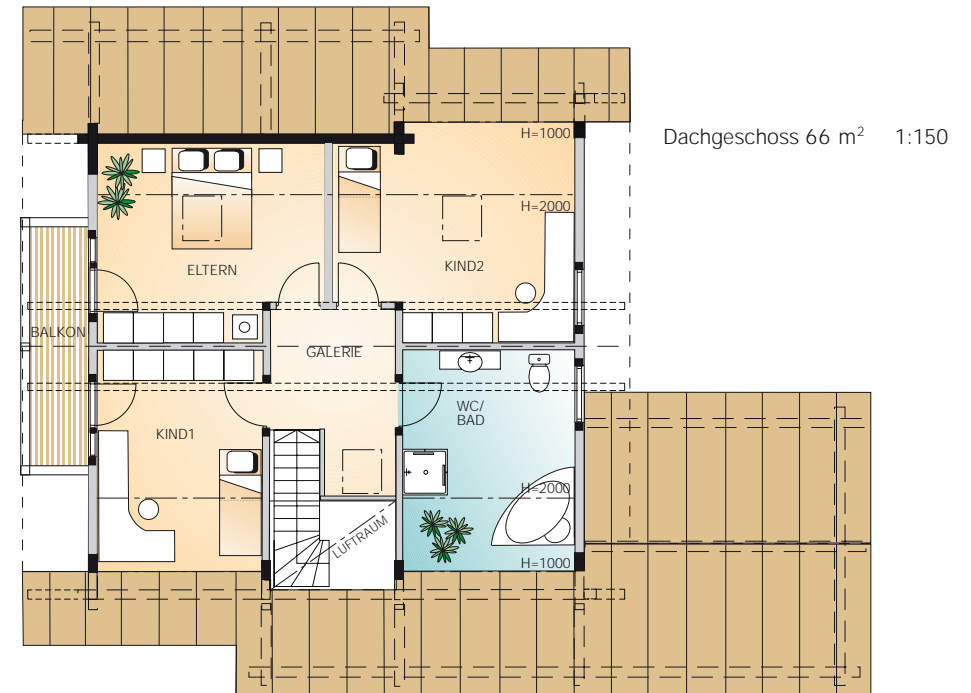 H=1000
Dachgeschoss 66 m² 1:150
H=2000
ELTERN
KIND2
BALKON
GALERIE
WC/
BAD
KIND1
H=2000
LUFTRAUM
H=1000